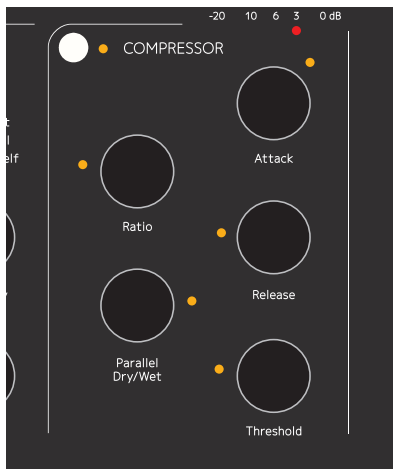 -20 10 6 3 0 dB
COMPRESSOR
Attack
Ratio
Release
Parallel
Dry/Wet
Threshold